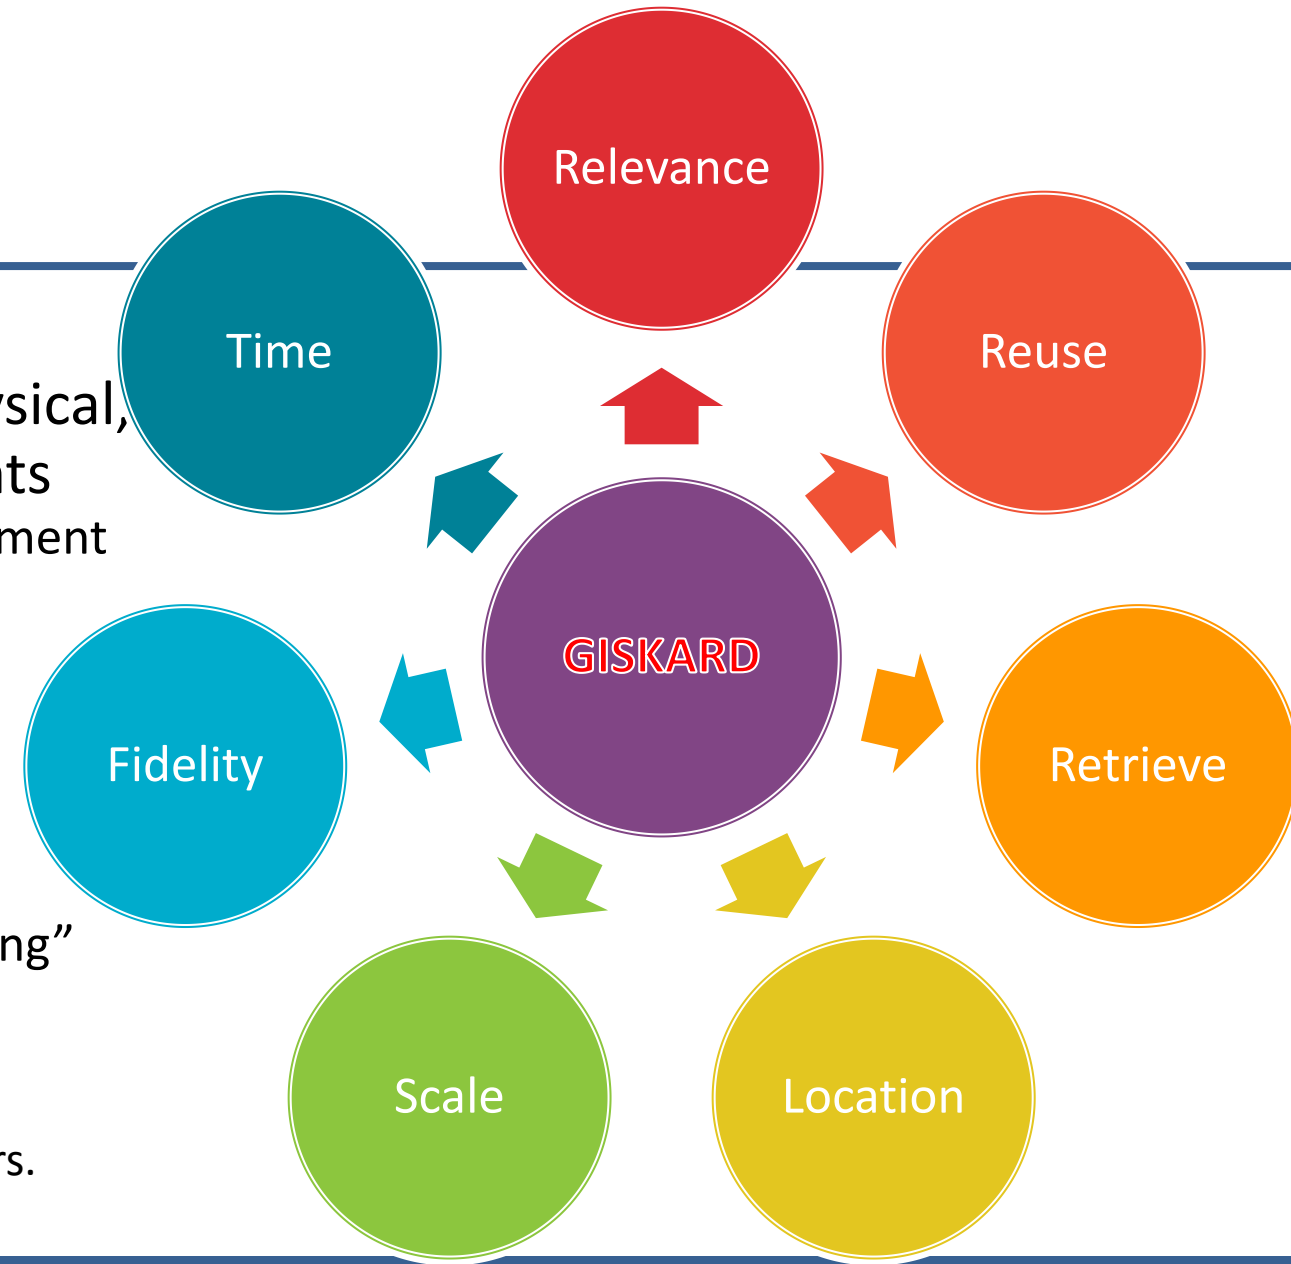 Relevance
Time
Reuse
ysical,
nts
ment
GISKARD
Fidelity
Retrieve
ng”
Scale
Location
rs.